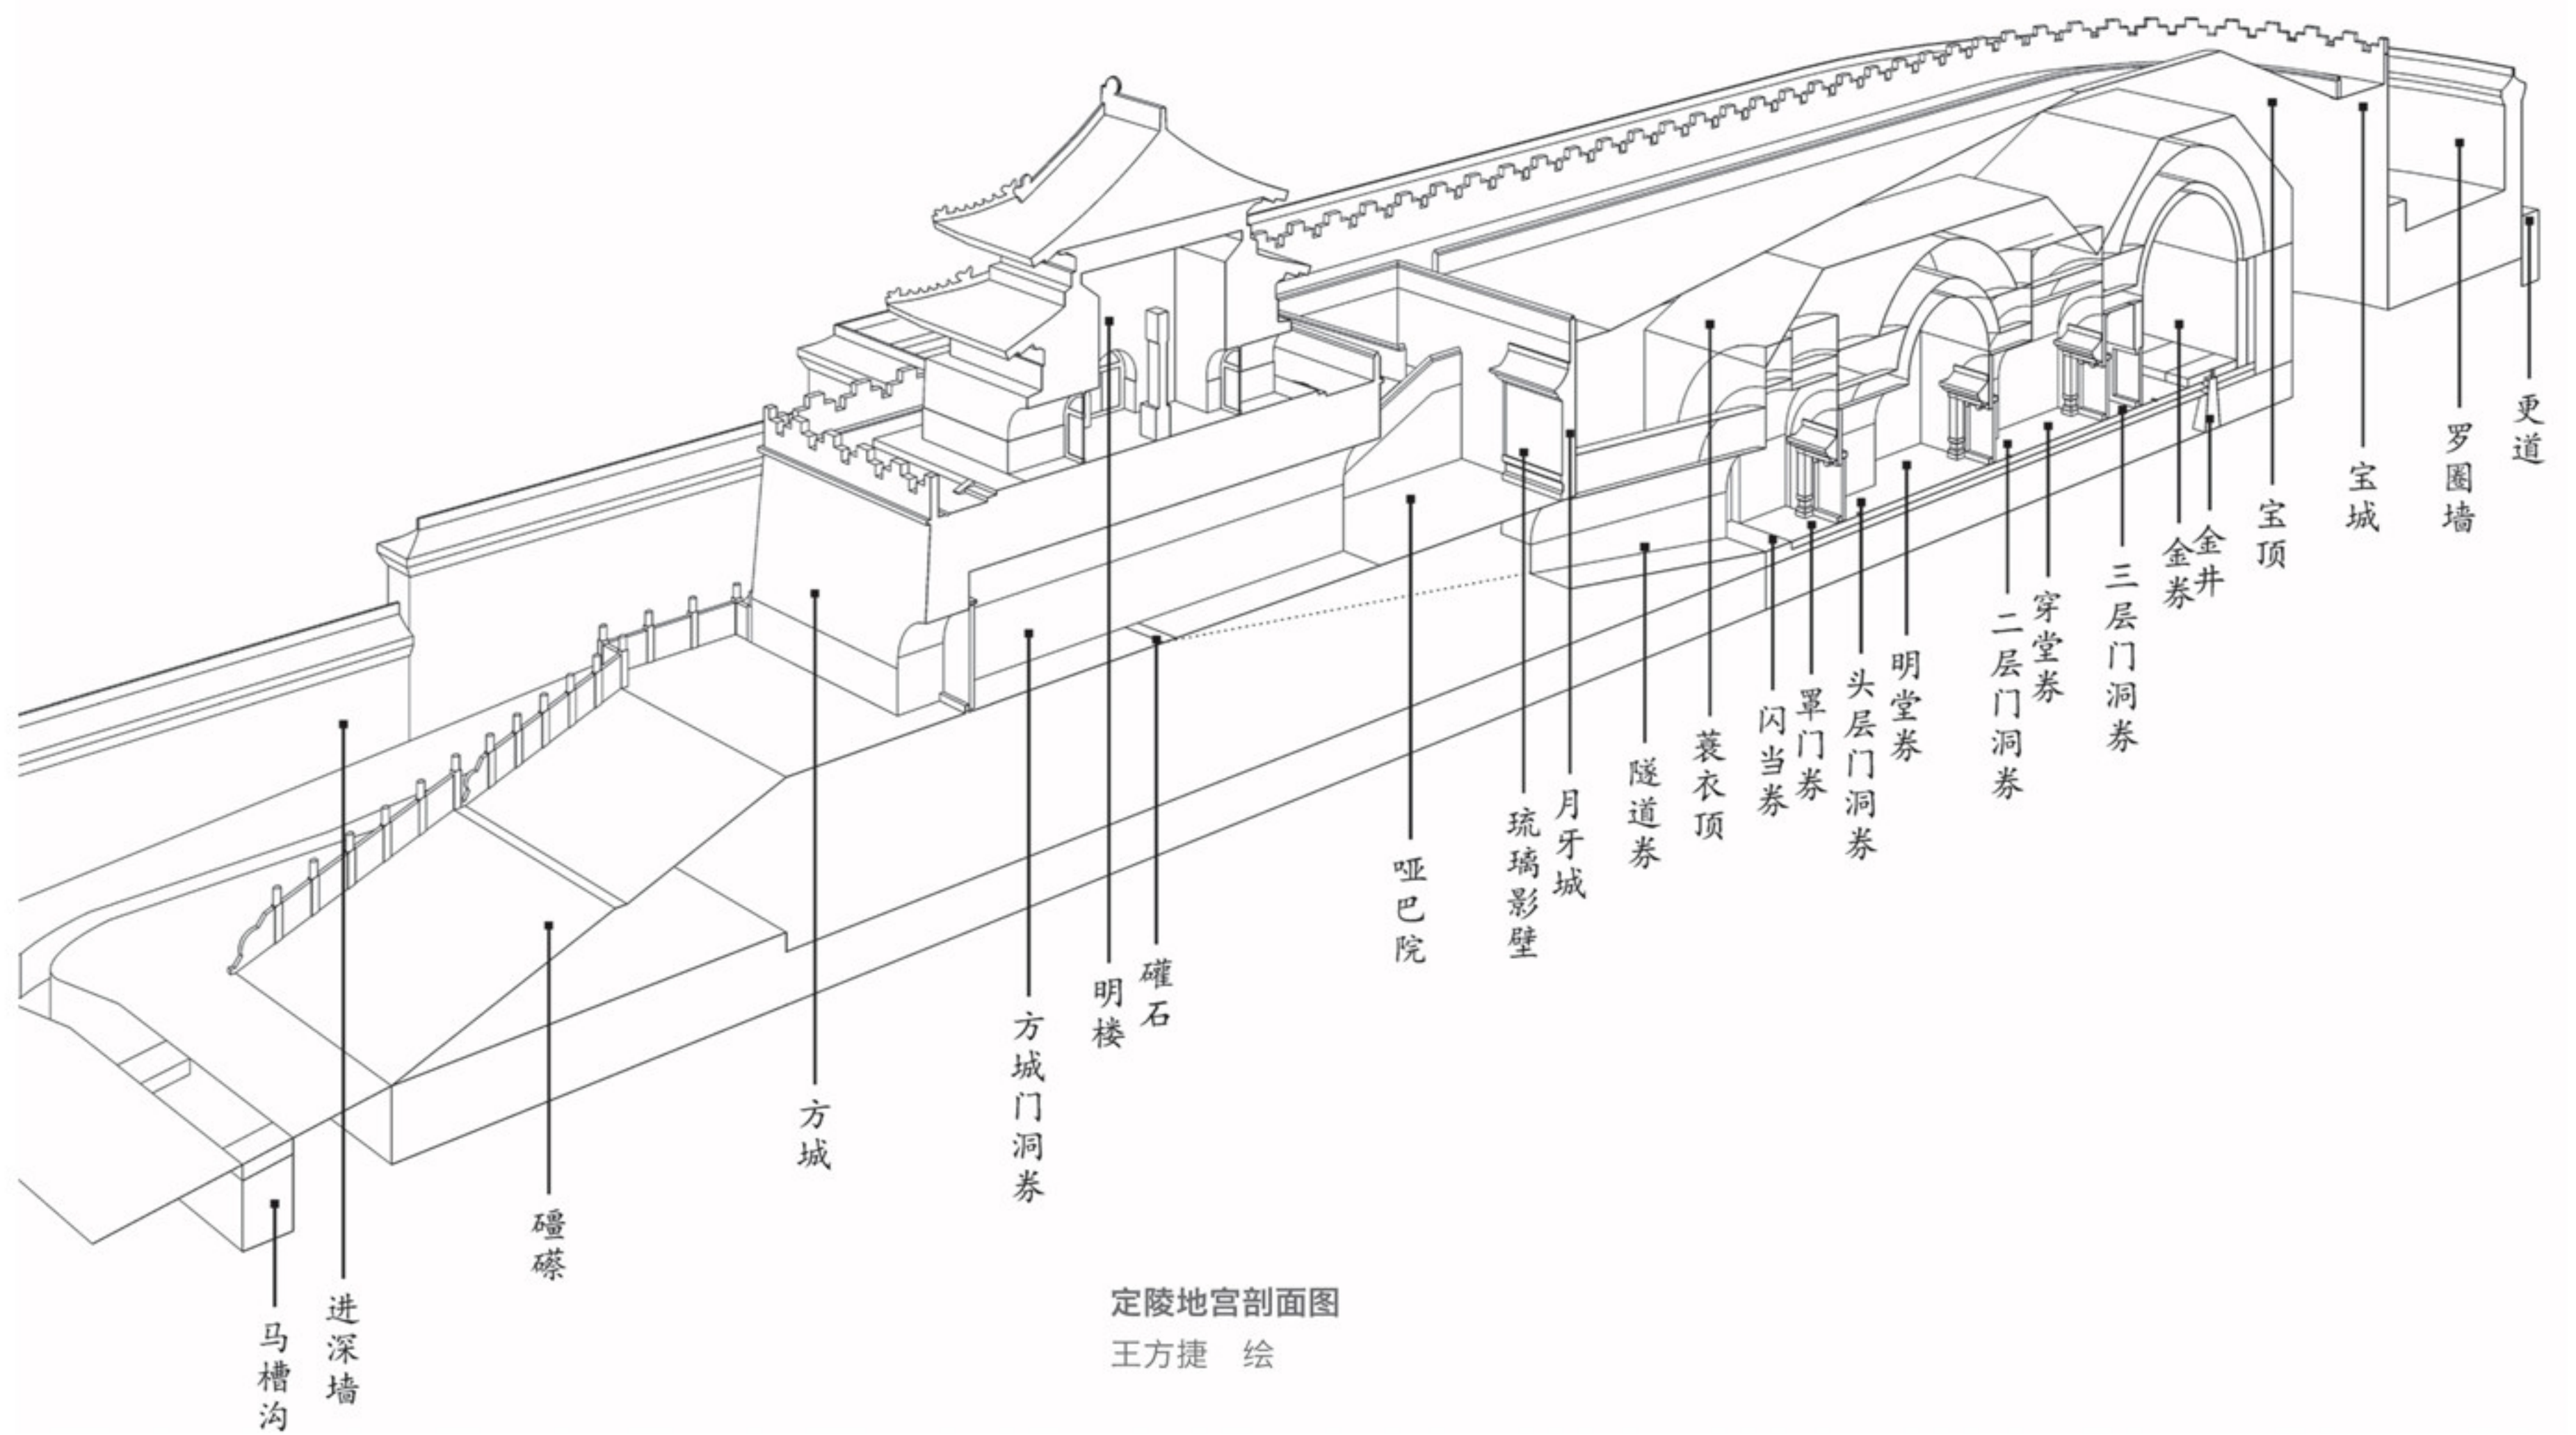 马槽沟
进深墙
礓䃰
方城
方城门洞券
明楼
礶石
哑巴院
琉璃影壁
月牙城
隧道券
蓑衣顶
闪当券
罩门券
头层门洞券
明堂券
二层门洞券
穿堂券
三层门洞券
金券
金井
宝顶
宝城
罗圈墙
更道
定陵地宫剖面图
王方捷 绘